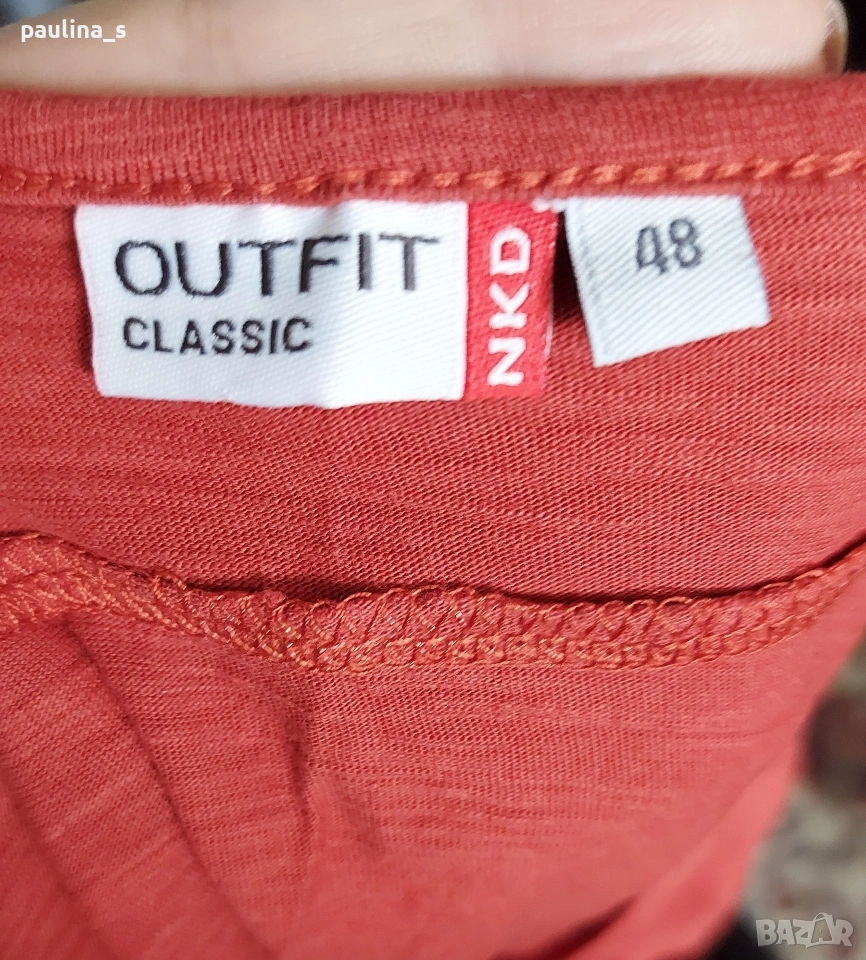 paulina_s
OUTFIT
CLASSIC
NKD
48
BAZAR